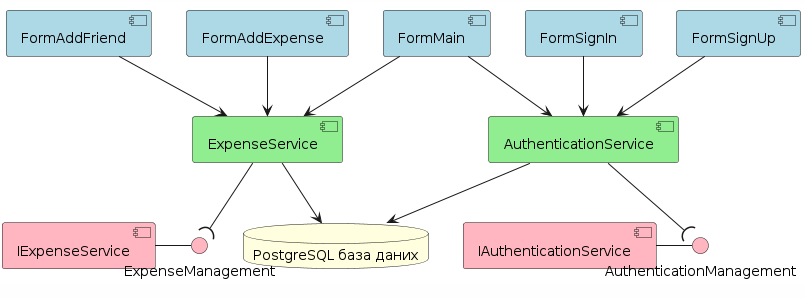 FormAddFriend
FormAddExpense
FormMain
FormSignIn
FormSignUp
ExpenseService
AuthenticationService
IExpenseService
ExpenseManagement
PostgreSQL база даних
IAuthenticationService
AuthenticationManagement